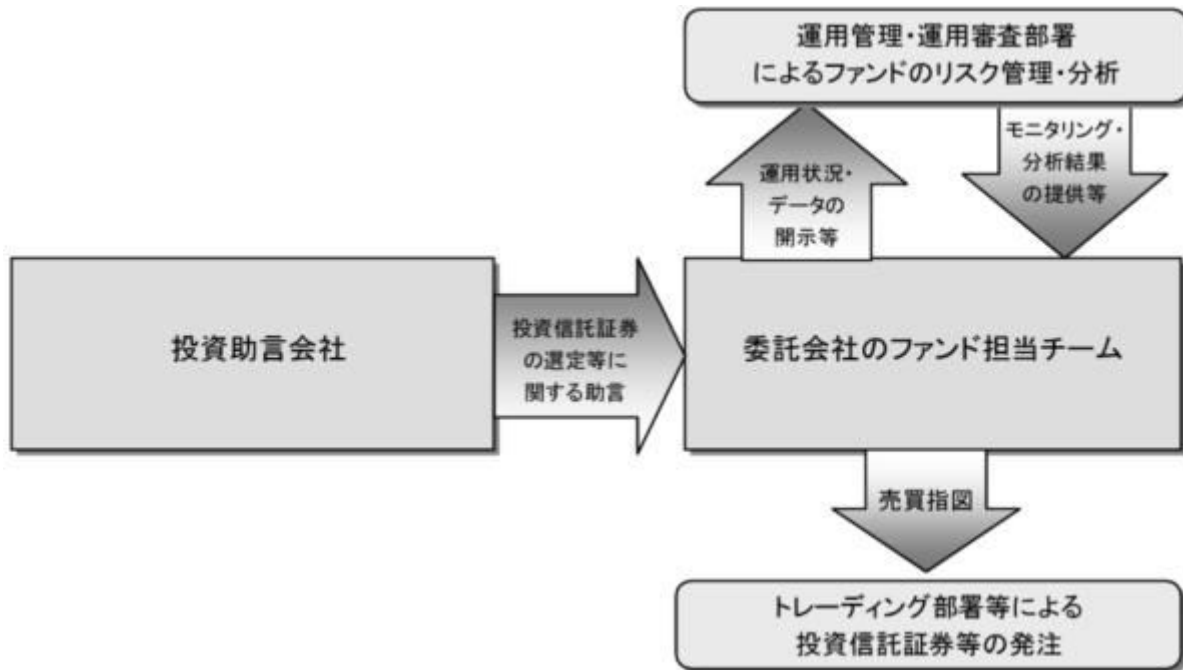 運用管理・運用審査部署
によるファンドのリスク管理・分析
運用状況・
データの
開示等
モニタリング・
分析結果
の提供等
投資助言会社
投資信託証券
の選定等に
関する助言
委託会社のファンド担当チーム
売買指図
トレーディング部署等による
投資信託証券等の発注